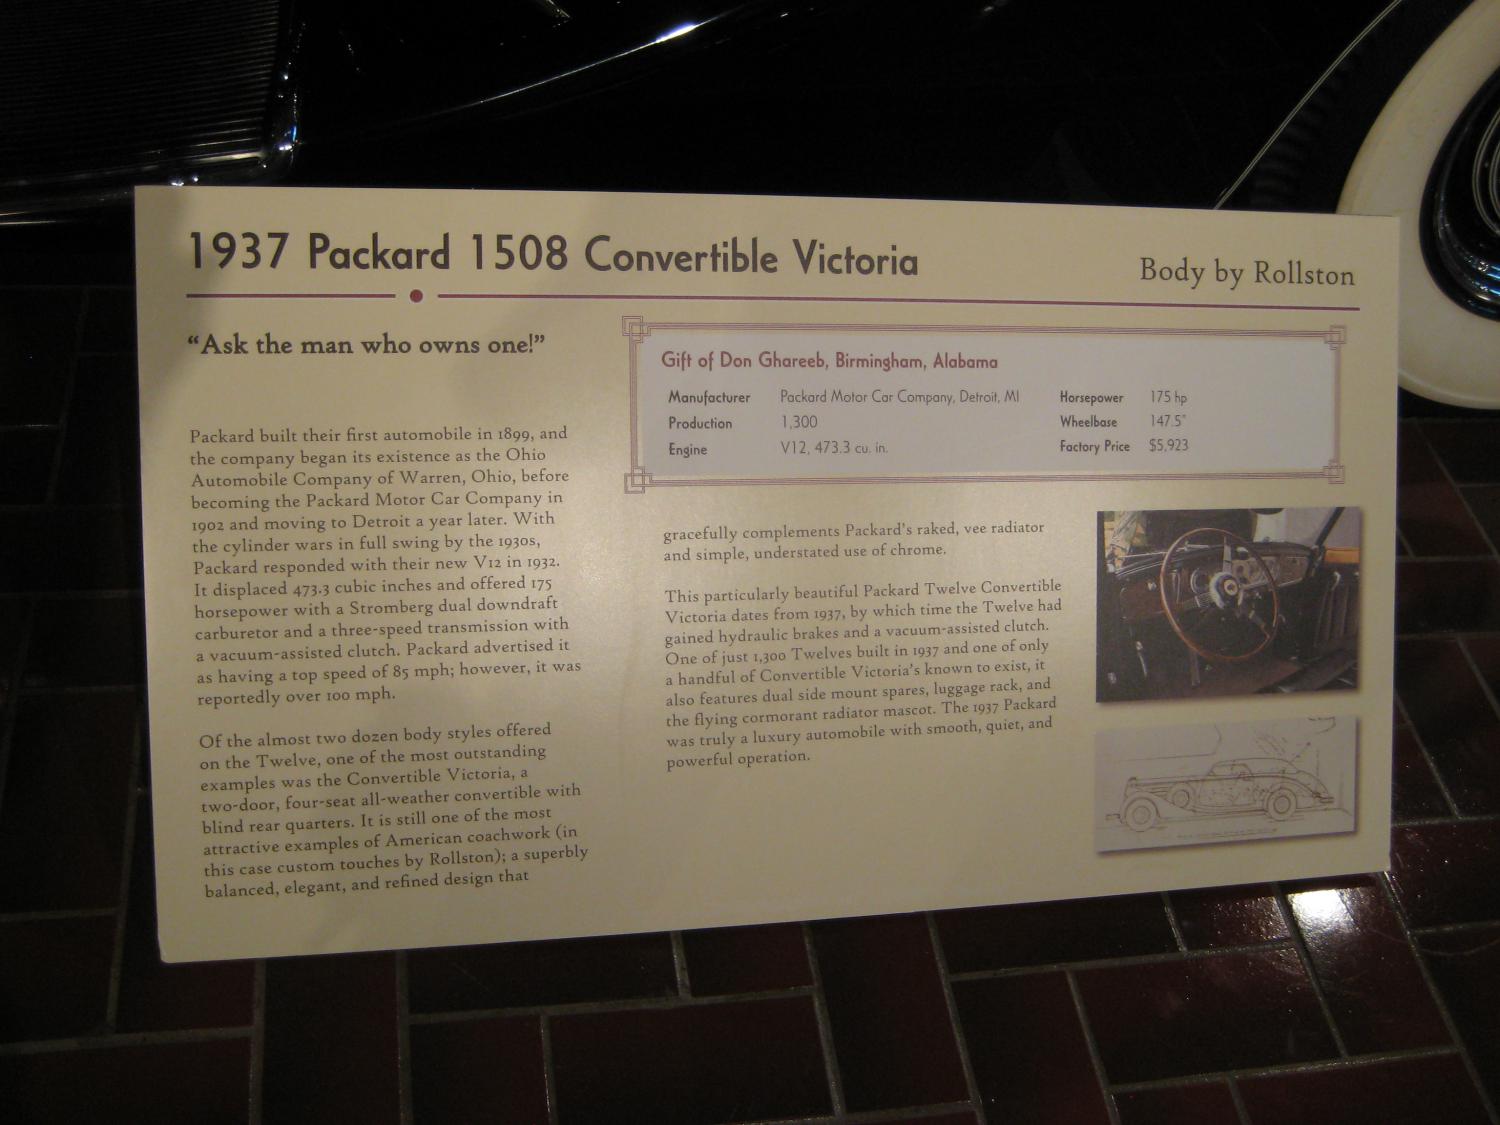 1937 Packard 1508 Convertible Victoria
Body by Rollston
"Ask the man who owns one!"
Gift of Don Ghareeb, Birmingham, Alabama
Manufacturer Packard Motor Car Company, Detroit, MI
Production 1,300
Engine V12, 473.3 cu. in.
Horsepower 175 hp
Wheelbase 147.5"
Factory Price $5,923
Packard built their first automobile in 1899, and
the company began its existence as the Ohio
Automobile Company of Warren, Ohio, before
becoming the Packard Motor Car Company in
1902 and moving to Detroit a year later. With
the cylinder wars in full swing by the 1930s,
Packard responded with their new V12 in 1932.
It displaced 473.3 cubic inches and offered 175
horsepower with a Stromberg dual downdraft
carburetor and a three-speed transmission with
a vacuum-assisted clutch. Packard advertised it
as having a top speed of 85 mph; however, it was
reportedly over 100 mph.
Of the almost two dozen body styles offered
on the Twelve, one of the most outstanding
examples was the Convertible Victoria, a
two-door, four-seat all-weather convertible with
blind rear quarters. It is still one of the most
attractive examples of American coachwork (in
this case custom touches by Rollston); a superbly
balanced, elegant, and refined design that
gracefully complements Packard's raked, vee radiator
and simple, understated use of chrome.
This particularly beautiful Packard Twelve Convertible
Victoria dates from 1937, by which time the Twelve had
gained hydraulic brakes and a vacuum-assisted clutch.
One of just 1,300 Twelves built in 1937 and one of only
a handful of Convertible Victoria's known to exist, it
also features dual side mount spares, luggage rack, and
the flying cormorant radiator mascot. The 1937 Packard
was truly a luxury automobile with smooth, quiet, and
powerful operation.